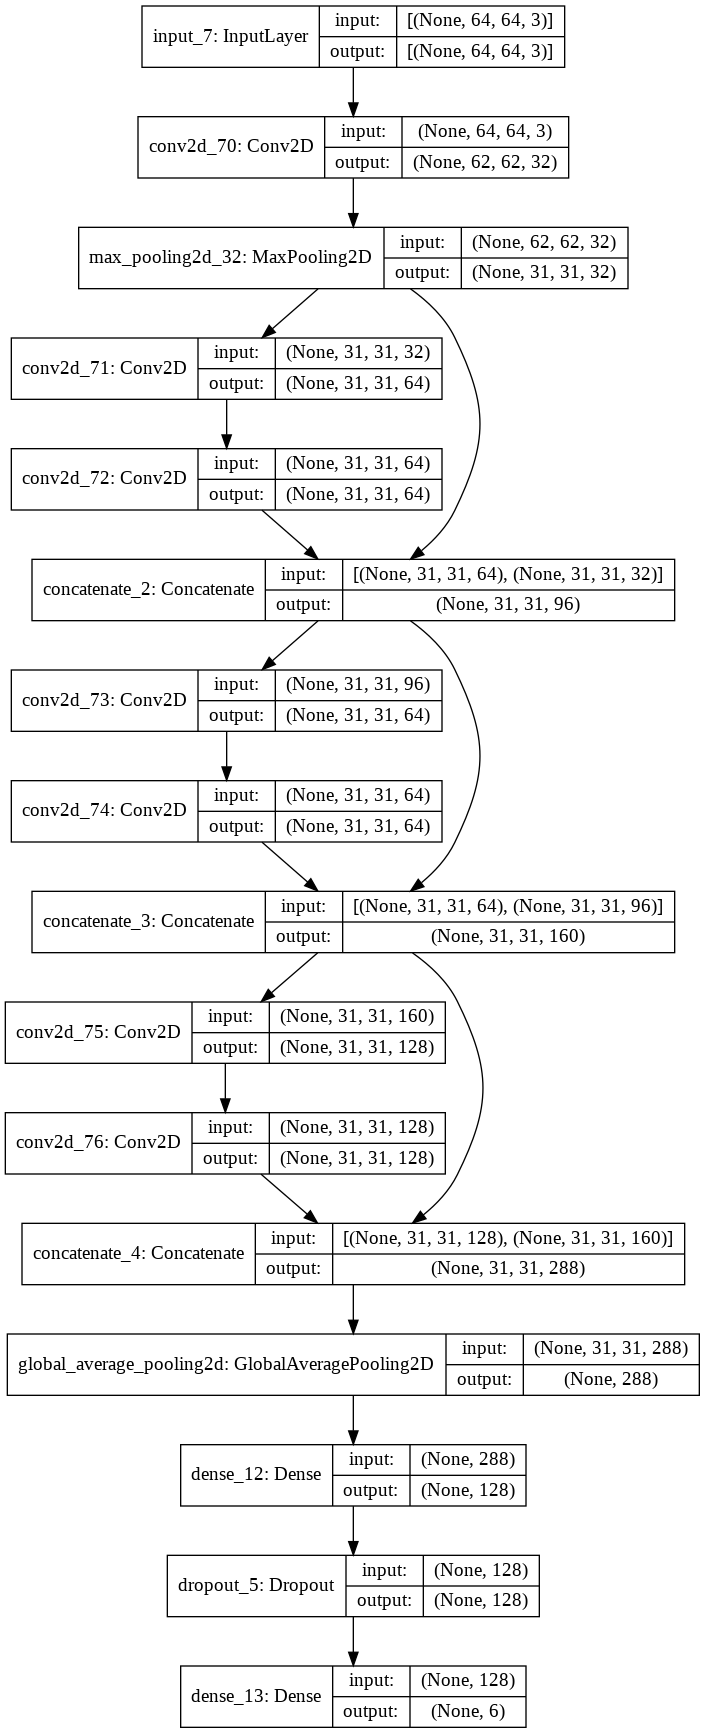 input_7: InputLayer
input: [(None, 64, 64, 3)]
output: [(None, 64, 64, 3)]
conv2d_70: Conv2D
input: (None, 64, 64, 3)
output: (None, 62, 62, 32)
max_pooling2d_32: MaxPooling2D
input: (None, 62, 62, 32)
output: (None, 31, 31, 32)
conv2d_71: Conv2D
input: (None, 31, 31, 32)
output: (None, 31, 31, 64)
conv2d_72: Conv2D
input: (None, 31, 31, 64)
output: (None, 31, 31, 64)
concatenate_2: Concatenate
input: [(None, 31, 31, 64), (None, 31, 31, 32)]
output: (None, 31, 31, 96)
conv2d_73: Conv2D
input: (None, 31, 31, 96)
output: (None, 31, 31, 64)
conv2d_74: Conv2D
input: (None, 31, 31, 64)
output: (None, 31, 31, 64)
concatenate_3: Concatenate
input: [(None, 31, 31, 64), (None, 31, 31, 96)]
output: (None, 31, 31, 160)
conv2d_75: Conv2D
input: (None, 31, 31, 160)
output: (None, 31, 31, 128)
conv2d_76: Conv2D
input: (None, 31, 31, 128)
output: (None, 31, 31, 128)
concatenate_4: Concatenate
input: [(None, 31, 31, 128), (None, 31, 31, 160)]
output: (None, 31, 31, 288)
global_average_pooling2d: GlobalAveragePooling2D
input: (None, 31, 31, 288)
output: (None, 288)
dense_12: Dense
input: (None, 288)
output: (None, 128)
dropout_5: Dropout
input: (None, 128)
output: (None, 128)
dense_13: Dense
input: (None, 128)
output: (None, 6)